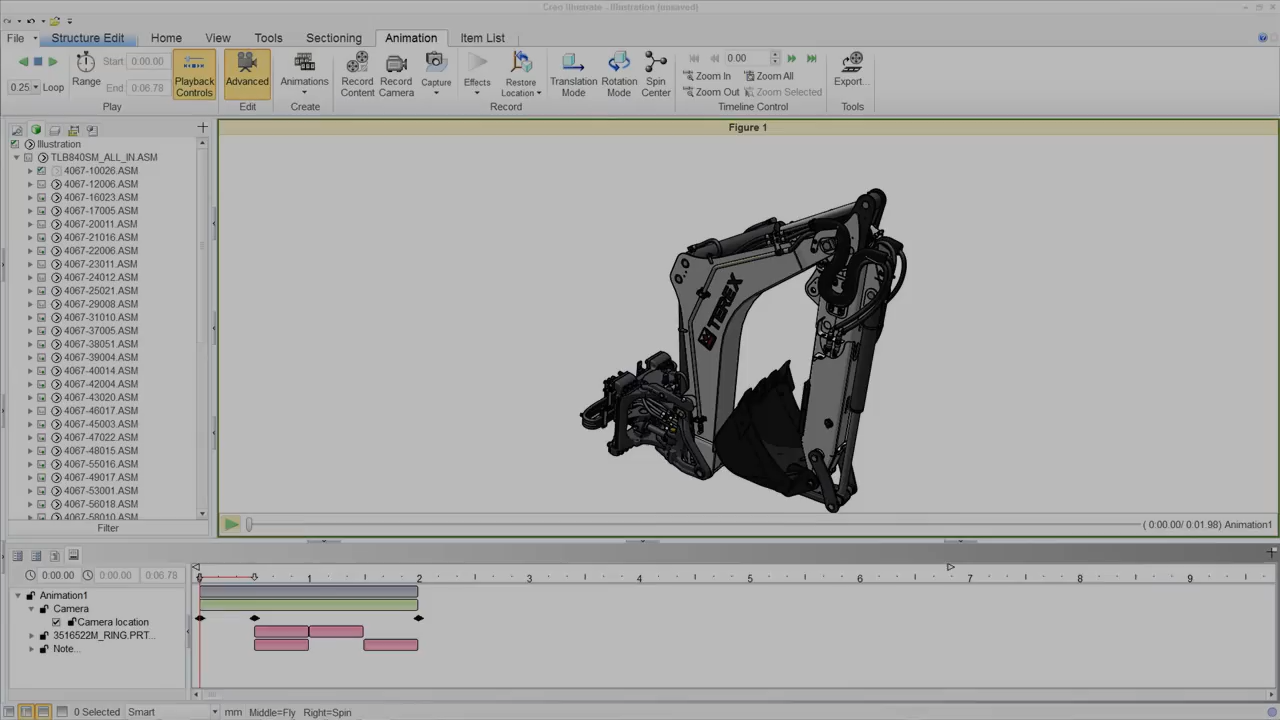 Creo Illustrate - Illustration (unsaved)
File Structure Edit Home View Tools Sectioning Animation Item List
Start 0:00.00
Range
End: 0:06.78
0.25 Loop
Play
Playback Controls
Advanced
Edit
Animations
Create
Record Content
Record Camera
Capture
Effects
Restore Location
Record
Translation Mode
Rotation Mode
Spin Center
0.00
Zoom In Zoom All
Zoom Out Zoom Selected
Timeline Control
Export...
Tools
Figure 1
Illustration
TLB840SM_ALL_IN.ASM
4067-10026.ASM
4067-12006.ASM
4067-16023.ASM
4067-17005.ASM
4067-20011.ASM
4067-21016.ASM
4067-22006.ASM
4067-23011.ASM
4067-24012.ASM
4067-25021.ASM
4067-29008.ASM
4067-31010.ASM
4067-37005.ASM
4067-38051.ASM
4067-39004.ASM
4067-40014.ASM
4067-42004.ASM
4067-43020.ASM
4067-46017.ASM
4067-45003.ASM
4067-47022.ASM
4067-48015.ASM
4067-55016.ASM
4067-49017.ASM
4067-53001.ASM
4067-56018.ASM
4067-58010.ASM
Filter
TEREX
( 0:00.00/ 0:01.98) Animation1
0:00.00 0:00.00 0:06.78
1 2 3 4 5 6 7 8 9
Animation1
Camera
Camera location
3516522M_RING.PRT...
Note...
0 Selected Smart mm Middle=Fly Right=Spin